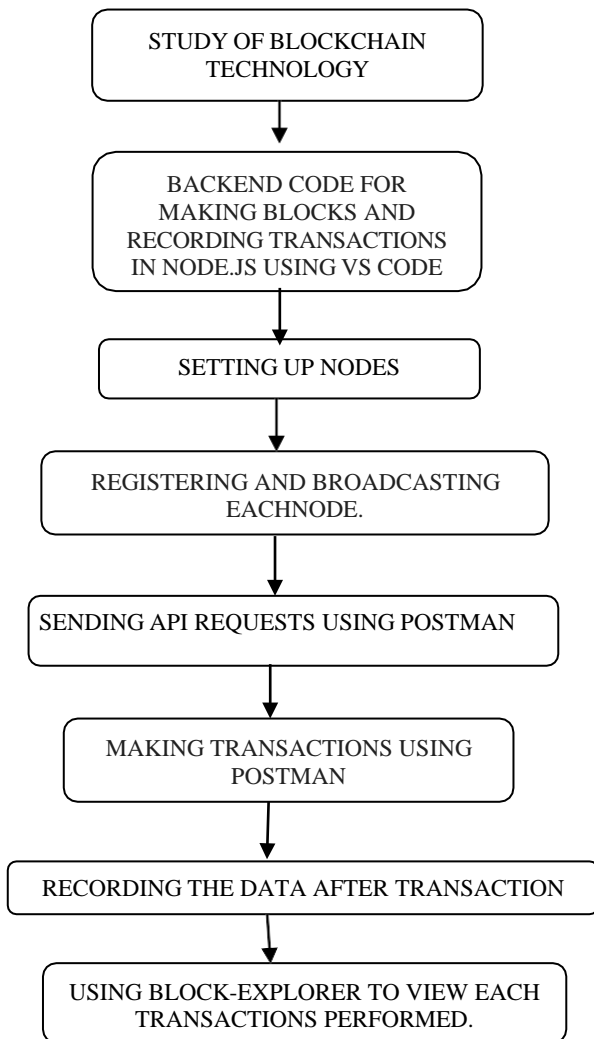 STUDY OF BLOCKCHAIN
TECHNOLOGY
BACKEND CODE FOR
MAKING BLOCKS AND
RECORDING TRANSACTIONS
IN NODE.JS USING VS CODE
SETTING UP NODES
REGISTERING AND BROADCASTING
EACHNODE.
SENDING API REQUESTS USING POSTMAN
MAKING TRANSACTIONS USING
POSTMAN
RECORDING THE DATA AFTER TRANSACTION
USING BLOCK-EXPLORER TO VIEW EACH
TRANSACTIONS PERFORMED.